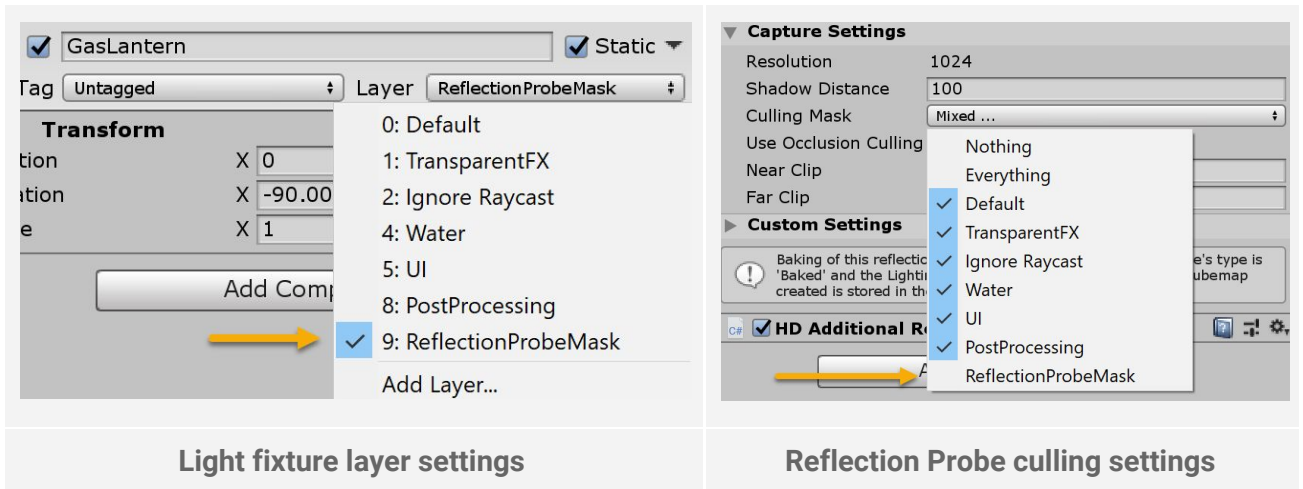 GasLantern
Static
Tag Untagged Layer ReflectionProbeMask
Transform
tion X 0
ation X -90.00
e X 1
Add Comp
0: Default
1: TransparentFX
2: Ignore Raycast
4: Water
5: UI
8: PostProcessing
9: ReflectionProbeMask
Add Layer...
Light fixture layer settings
Capture Settings
Resolution 1024
Shadow Distance 100
Culling Mask Mixed ...
Use Occlusion Culling
Near Clip
Far Clip
Custom Settings
Baking of this reflectio e's type is
'Baked' and the Lighti ubemap
created is stored in th
C# HD Additional Re
A
Nothing
Everything
Default
TransparentFX
Ignore Raycast
Water
UI
PostProcessing
ReflectionProbeMask
Reflection Probe culling settings